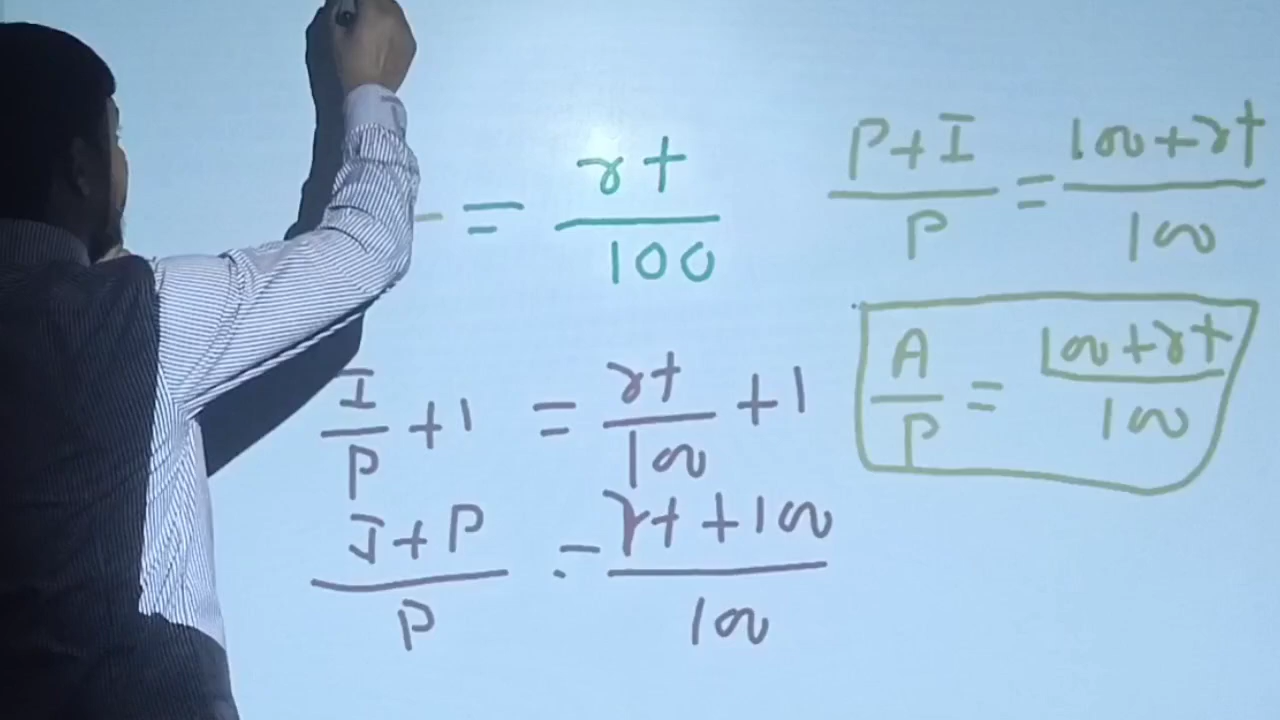 = rt/100
I/P + 1 = rt/100 + 1
I+P/P = rt+100/100
P+I/P = 100+rt/100
A/P = 100+rt/100